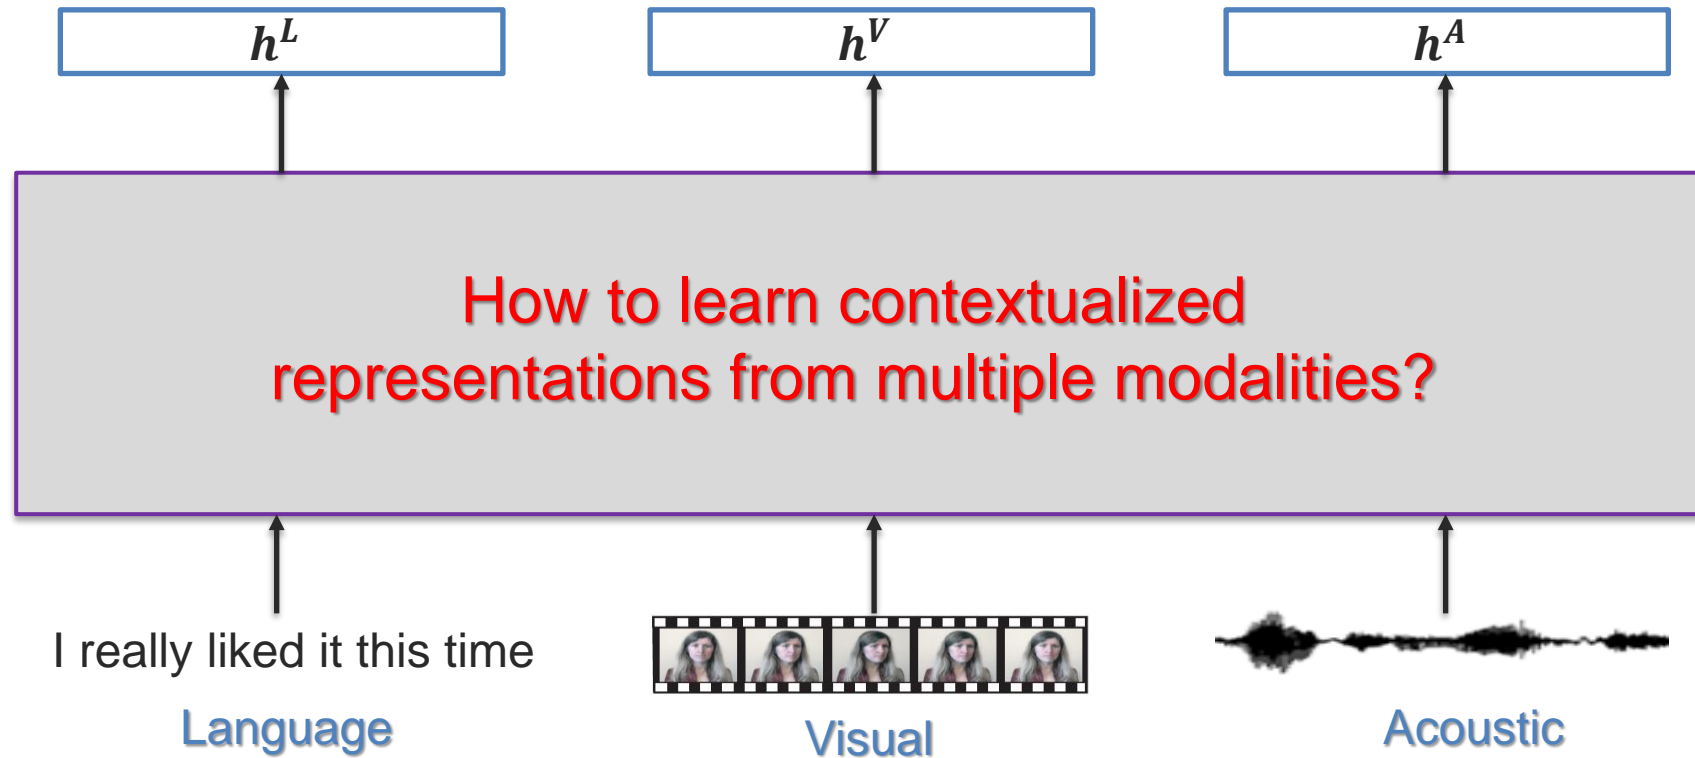 h^L h^V h^A
How to learn contextualized
representations from multiple modalities?
I really liked it this time
Language Visual Acoustic